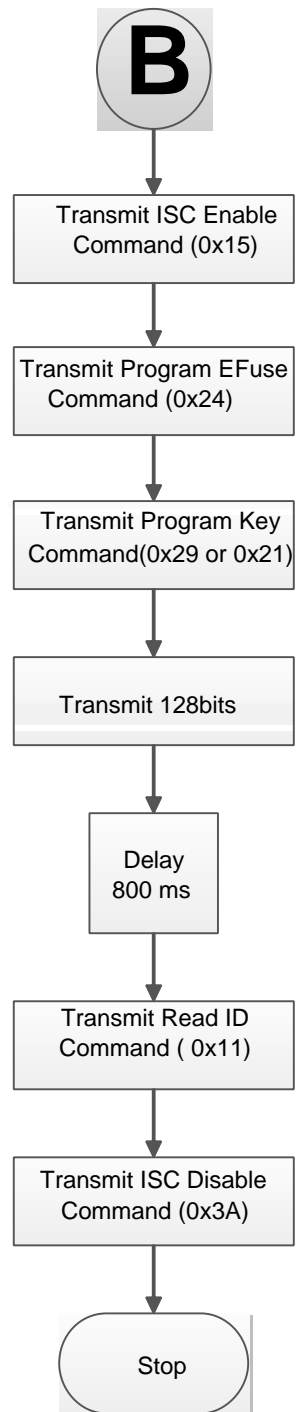 B
Transmit ISC Enable
Command (0x15)
Transmit Program EFuse
Command (0x24)
Transmit Program Key
Command(0x29 or 0x21)
Transmit 128bits
Delay
800 ms
Transmit Read ID
Command ( 0x11)
Transmit ISC Disable
Command (0x3A)
Stop